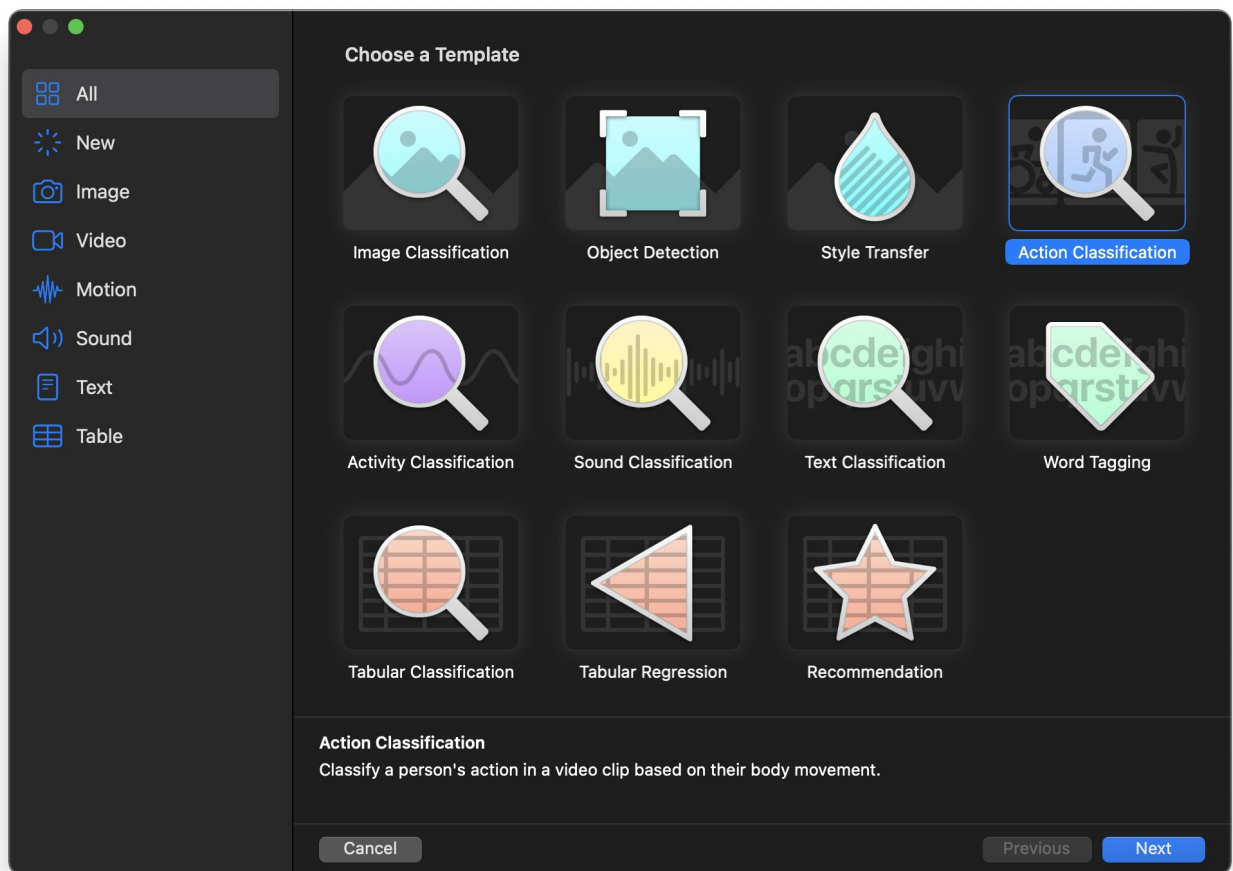 All
New
Image
Video
Motion
Sound
Text
Table
Choose a Template
Image Classification
Object Detection
Style Transfer
Action Classification
Activity Classification
Sound Classification
Text Classification
Word Tagging
Tabular Classification
Tabular Regression
Recommendation
Action Classification
Classify a person's action in a video clip based on their body movement.
Cancel
Previous
Next